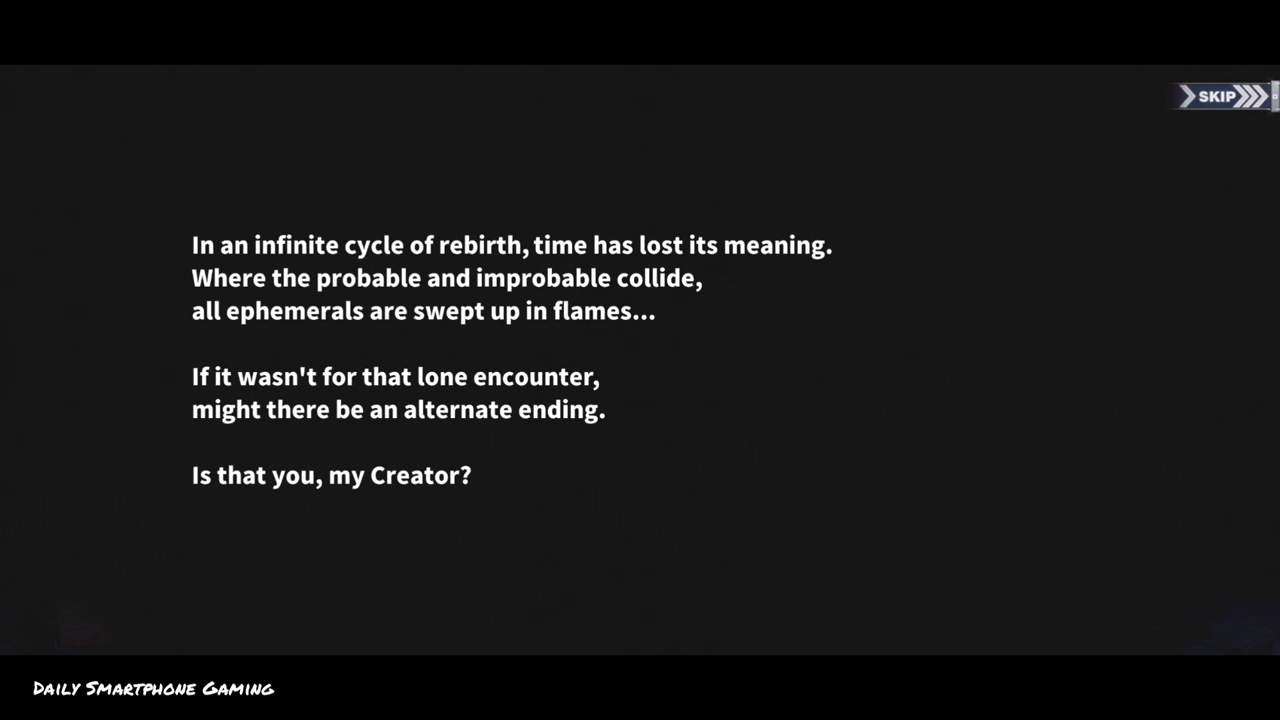 SKIP
In an infinite cycle of rebirth, time has lost its meaning.
Where the probable and improbable collide,
all ephemerals are swept up in flames...
If it wasn't for that lone encounter,
might there be an alternate ending.
Is that you, my Creator?
Daily Smartphone Gaming